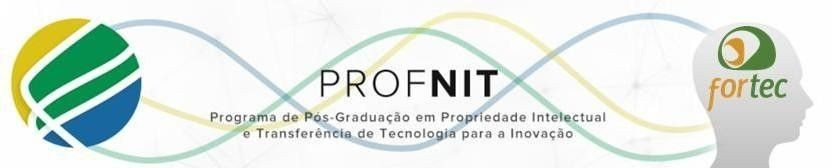 PROFNIT
Programa de Pós-Graduação em Propriedade Intelectual
e Transferência de Tecnologia para a Inovação
fortec